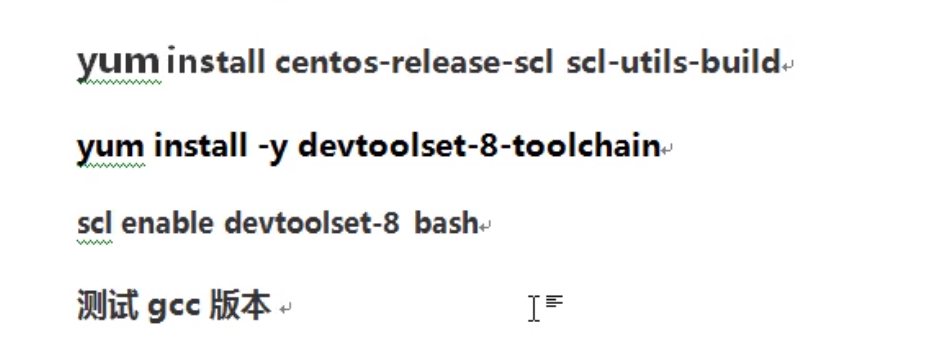 yum install centos-release-scl scl-utils-build
yum install -y devtoolset-8-toolchain
scl enable devtoolset-8 bash
测试 gcc 版本